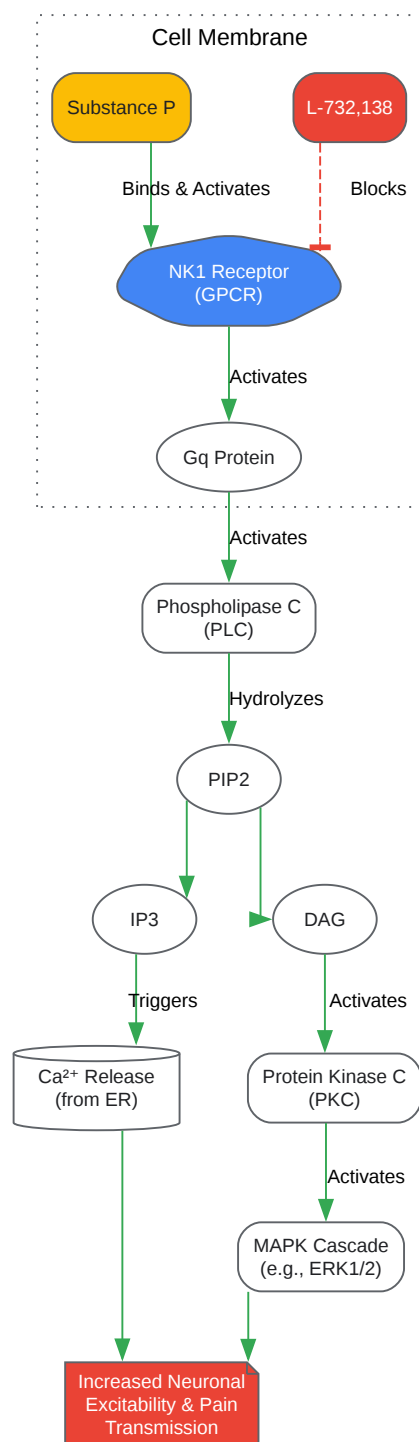 Cell Membrane
Substance P
L-732,138
Binds & Activates
Blocks
NK1 Receptor
(GPCR)
Activates
Gq Protein
Activates
Phospholipase C
(PLC)
Hydrolyzes
PIP2
IP3
DAG
Triggers
Activates
Ca²⁺ Release
(from ER)
Protein Kinase C
(PKC)
Activates
MAPK Cascade
(e.g., ERK1/2)
Increased Neuronal
Excitability & Pain
Transmission